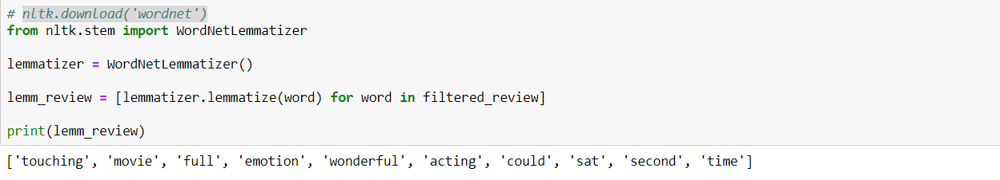 # nltk.download('wordnet')
from nltk.stem import WordNetLemmatizer
lemmatizer = WordNetLemmatizer()
lemm_review = [lemmatizer.lemmatize(word) for word in filtered_review]
print(lemm_review)
['touching', 'movie', 'full', 'emotion', 'wonderful', 'acting', 'could', 'sat', 'second', 'time']